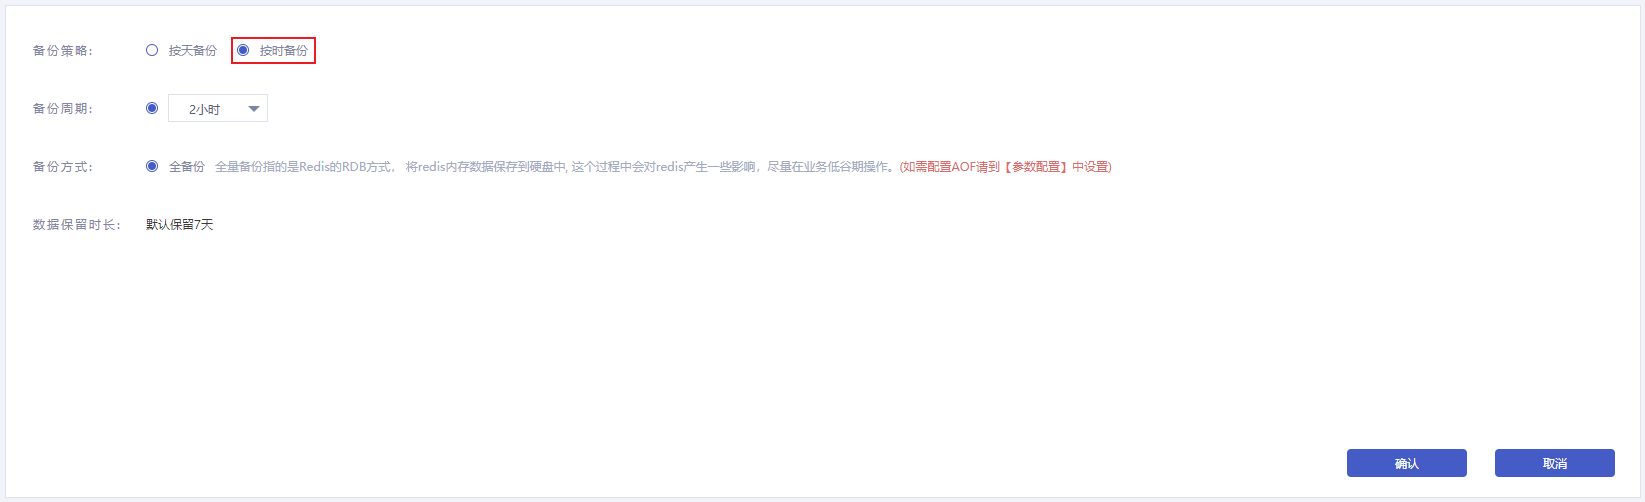 备份策略: 按天备份 按时备份
备份周期: 2小时
备份方式: 全备份 全量备份指的是Redis的RDB方式， 将redis内存数据保存到硬盘中, 这个过程中会对redis产生一些影响，尽量在业务低谷期操作。(如需配置AOF请到【参数配置】中设置)
数据保留时长: 默认保留7天
确认 取消